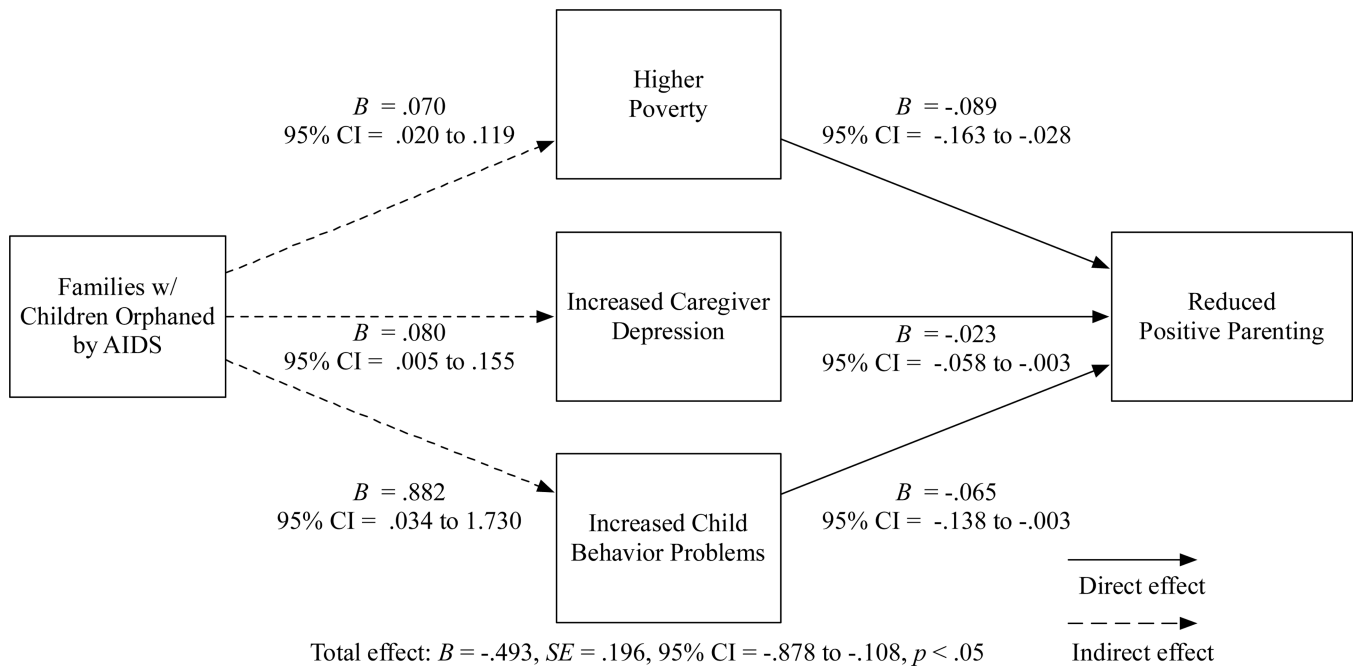 Higher
Poverty
B = .070
95% CI = .020 to .119
B = -.089
95% CI = -.163 to -.028
Families w/
Children Orphaned
by AIDS
Increased Caregiver
Depression
Reduced
Positive Parenting
B = .080
95% CI = .005 to .155
B = -.023
95% CI = -.058 to -.003
B = .882
95% CI = .034 to 1.730
Increased Child
Behavior Problems
B = -.065
95% CI = -.138 to -.003
Direct effect
Indirect effect
Total effect: B = -.493, SE = .196, 95% CI = -.878 to -.108, p < .05